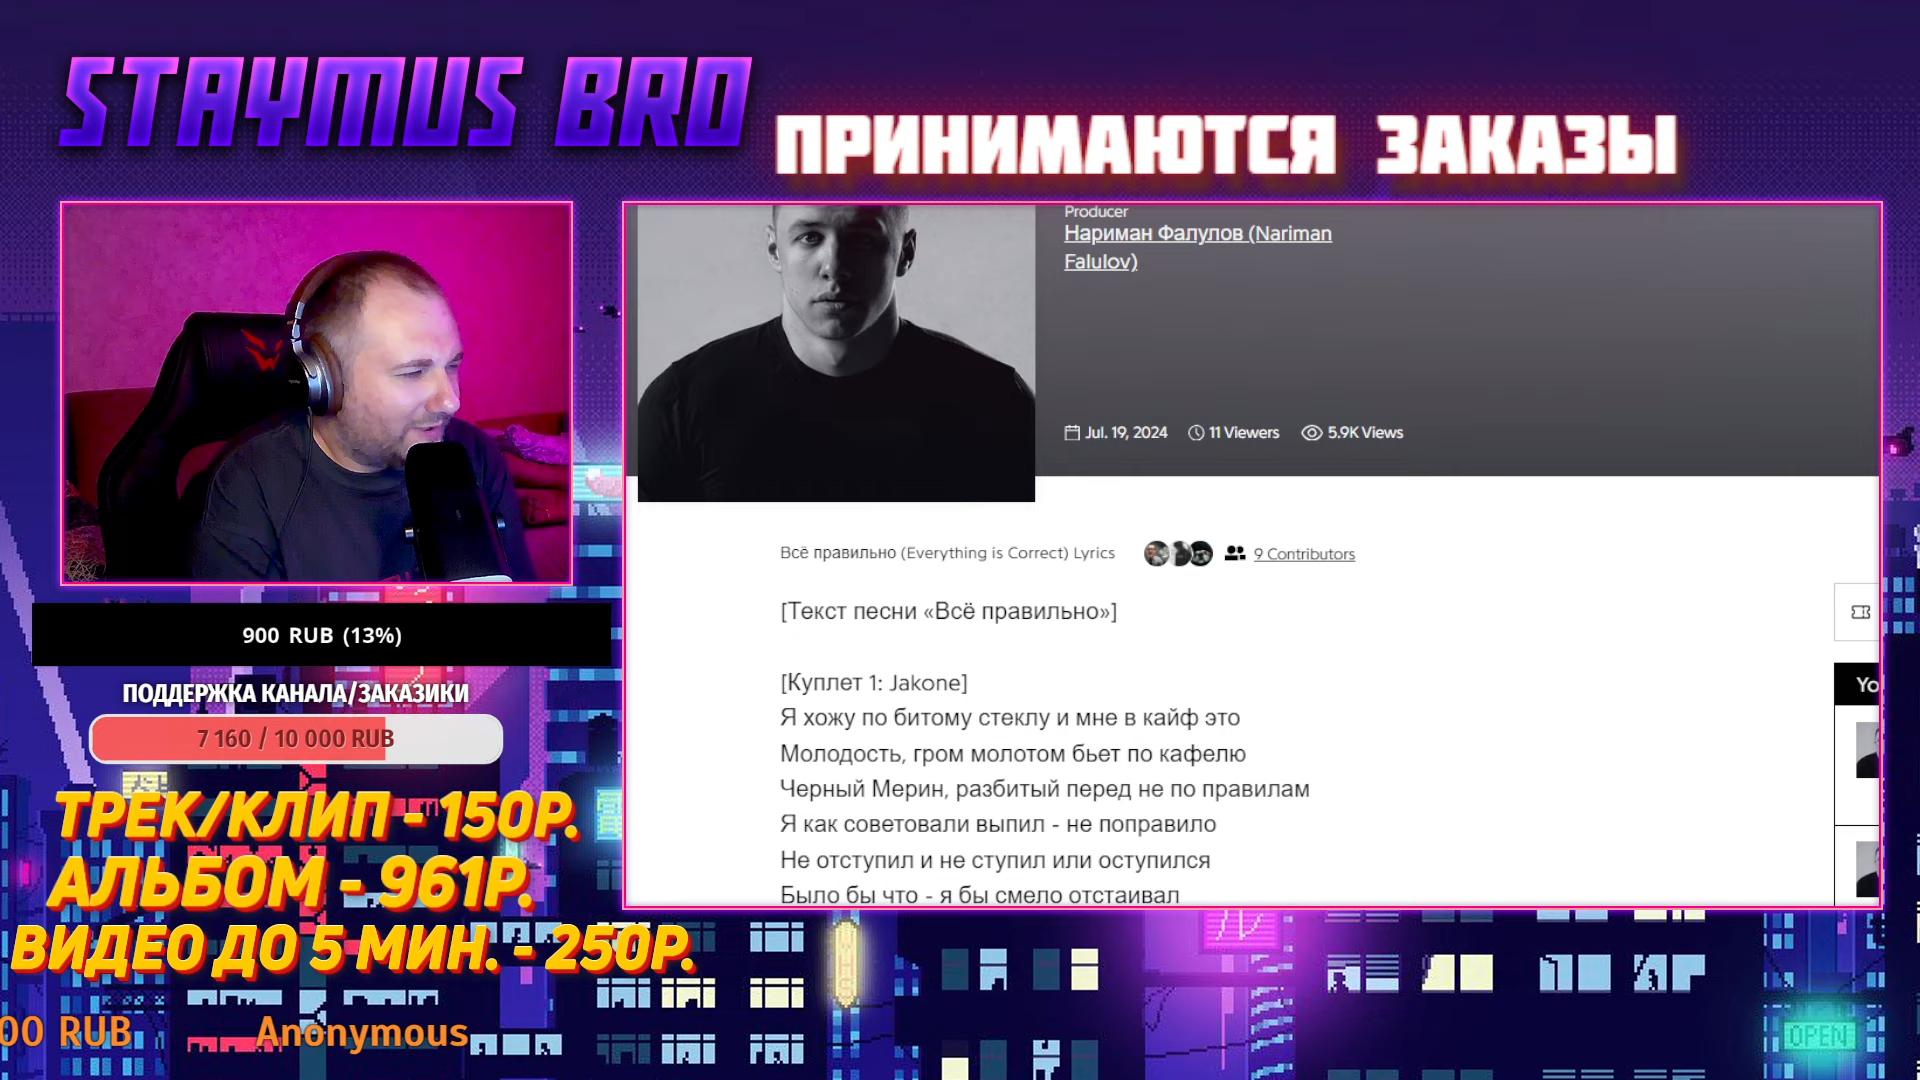 STAYMUS BRO
ПРИНИМАЮТСЯ ЗАКАЗЫ
Producer
Нариман Фалулов (Nariman
Falulov)
Jul. 19, 2024 11 Viewers 5.9K Views
Всё правильно (Everything is Correct) Lyrics 9 Contributors
[Текст песни «Всё правильно»]
[Куплет 1: Jakone]
Я хожу по битому стеклу и мне в кайф это
Молодость, гром молотом бьет по кафелю
Черный Мерин, разбитый перед не по правилам
Я как советовали выпил - не поправило
Не отступил и не ступил или оступился
Было бы что - я бы смело отстаивал
Yo
900 RUB (13%)
ПОДДЕРЖКА КАНАЛА/ЗАКАЗИКИ
7 160 / 10 000 RUB
ТРЕК/КЛИП - 150Р.
АЛЬБОМ - 961Р.
ВИДЕО ДО 5 МИН. - 250Р.
00 RUB Anonymous
OPEN